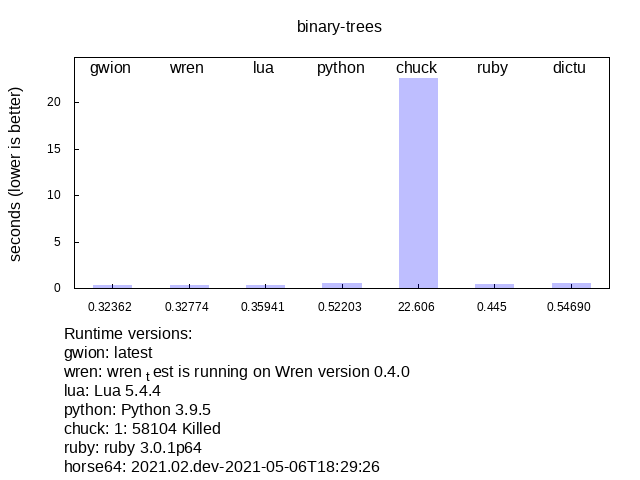 binary-trees
gwion wren lua python chuck ruby dictu
seconds (lower is better)
20
15
10
5
0
0.32362 0.32774 0.35941 0.52203 22.606 0.445 0.54690
Runtime versions:
gwion: latest
wren: wren test is running on Wren version 0.4.0
lua: Lua 5.4.4
python: Python 3.9.5
chuck: 1: 58104 Killed
ruby: ruby 3.0.1p64
horse64: 2021.02.dev-2021-05-06T18:29:26